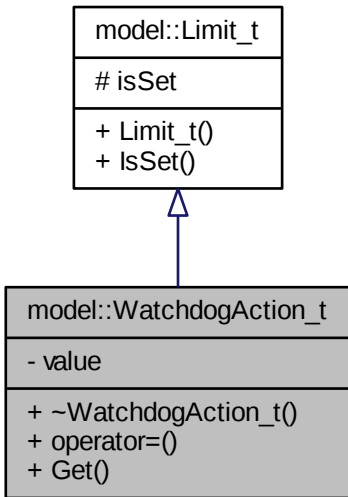 model::Limit_t
# isSet
+ Limit_t()
+ IsSet()
model::WatchdogAction_t
- value
+ ~WatchdogAction_t()
+ operator=()
+ Get()